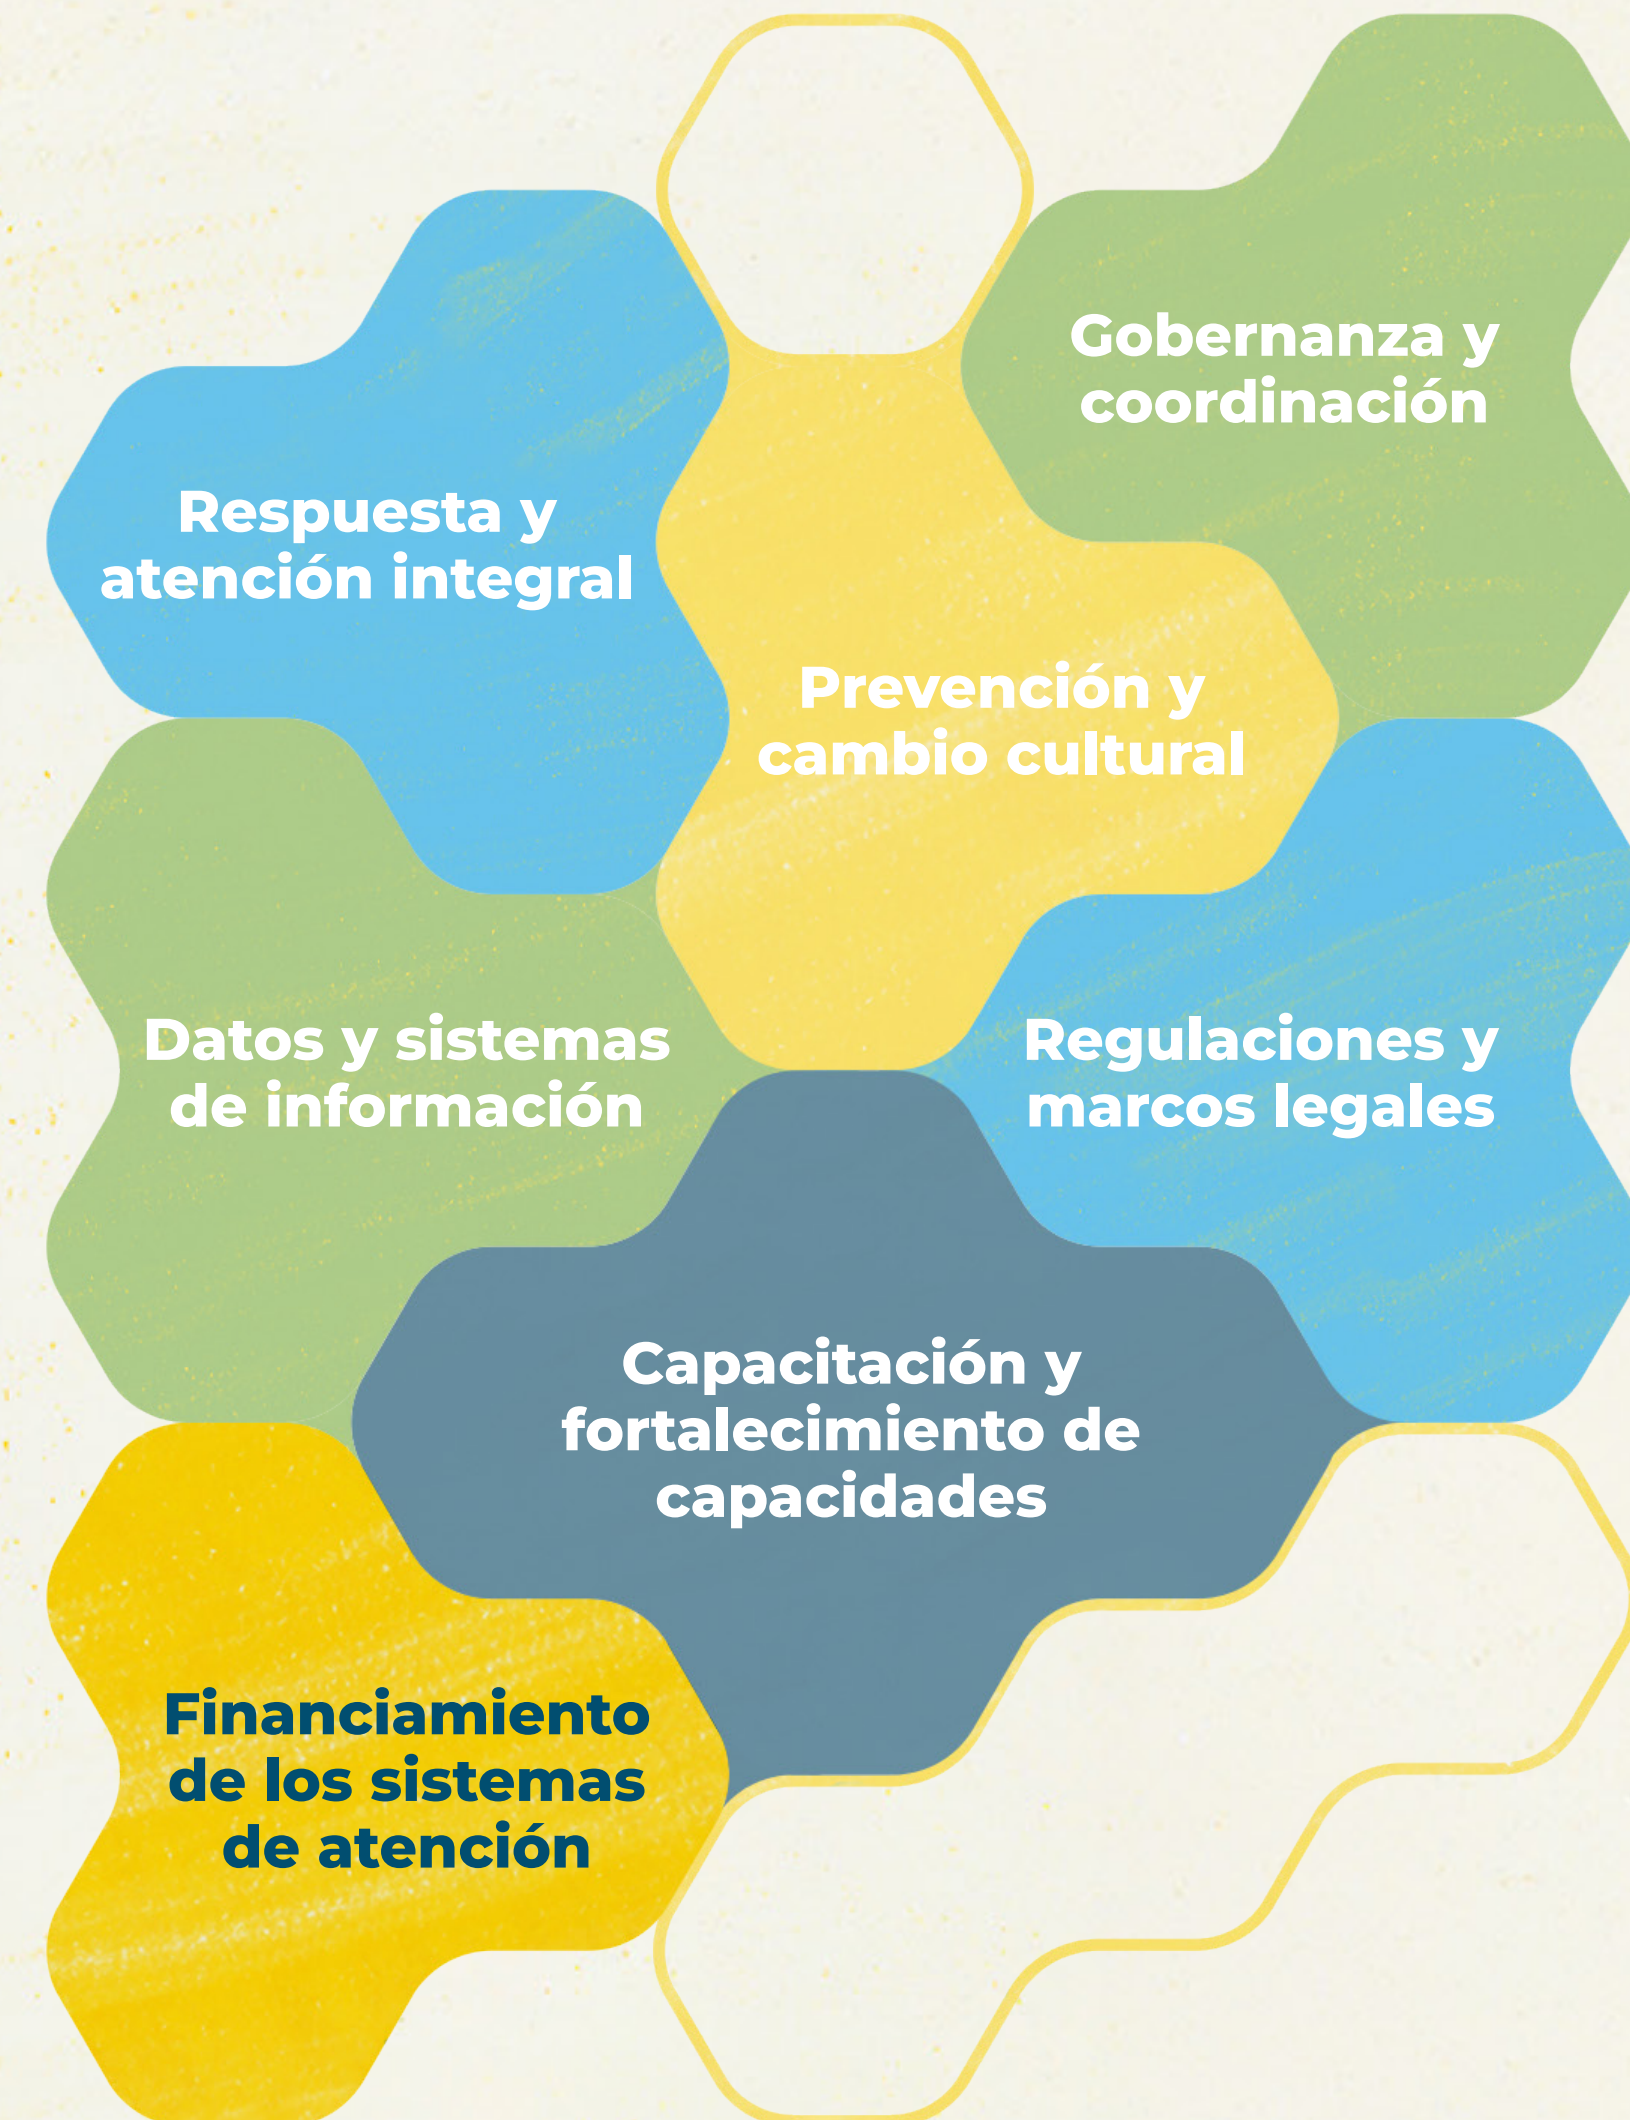 Gobernanza y
coordinación
Respuesta y
atención integral
Prevención y
cambio cultural
Datos y sistemas
de información
Regulaciones y
marcos legales
Capacitación y
fortalecimiento de
capacidades
Financiamiento
de los sistemas
de atención